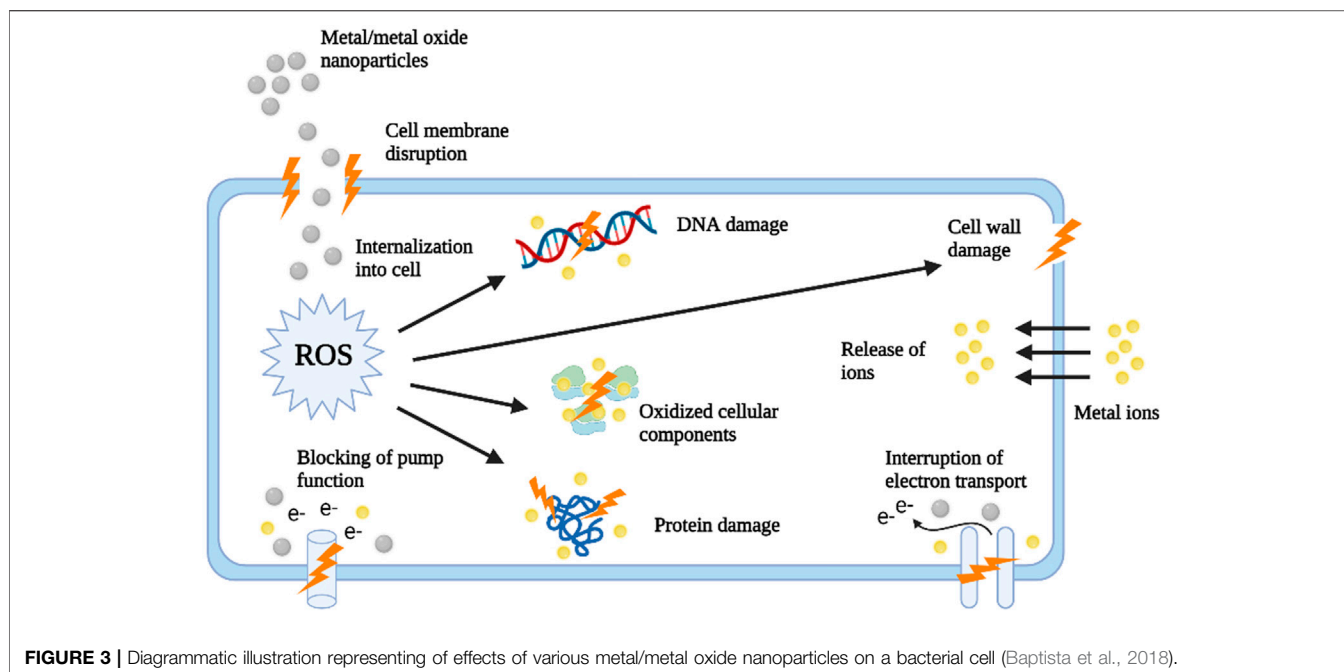 Metal/metal oxide
nanoparticles
Cell membrane
disruption
Internalization
into cell
DNA damage
Cell wall
damage
ROS
Release of
ions
Metal ions
Oxidized cellular
components
Blocking of pump
function
e- e- e-
Protein damage
Interruption of
electron transport
e- e-
FIGURE 3 | Diagrammatic illustration representing of effects of various metal/metal oxide nanoparticles on a bacterial cell (Baptista et al., 2018).